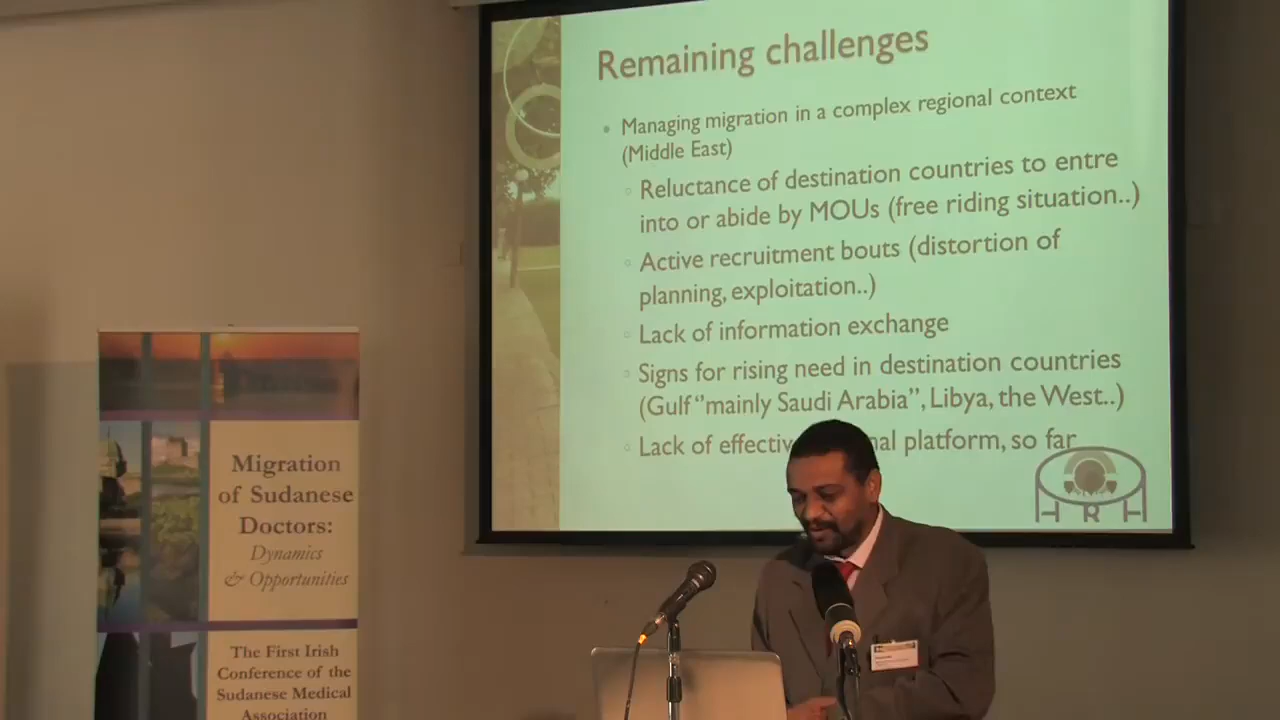 Remaining challenges
Managing migration in a complex regional context
(Middle East)
Reluctance of destination countries to entre
into or abide by MOUs (free riding situation..)
Active recruitment bouts (distortion of
planning, exploitation..)
Lack of information exchange
Signs for rising need in destination countries
(Gulf "mainly Saudi Arabia", Libya, the West..)
Lack of platform, so far
HRH
Migration
of Sudanese
Doctors:
Dynamics
& Opportunities
The First Irish
Conference of the
Sudanese Medical
Association